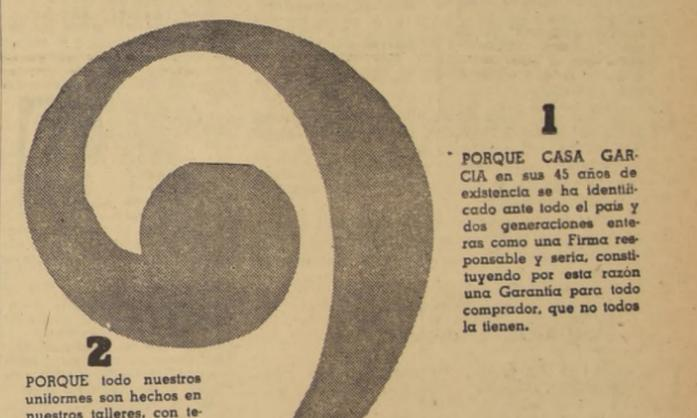 1
PORQUE CASA GAR-
CIA en sus 45 años de
existencia se ha identifi-
cado ante todo el país y
dos generaciones ente-
ras como una Firma res-
ponsable y seria, consti-
tuyendo por esta razón
una Garantía para todo
comprador, que no todos
la tienen.
2
PORQUE todo nuestros
uniformes son hechos en
nuestros talleres, con te-